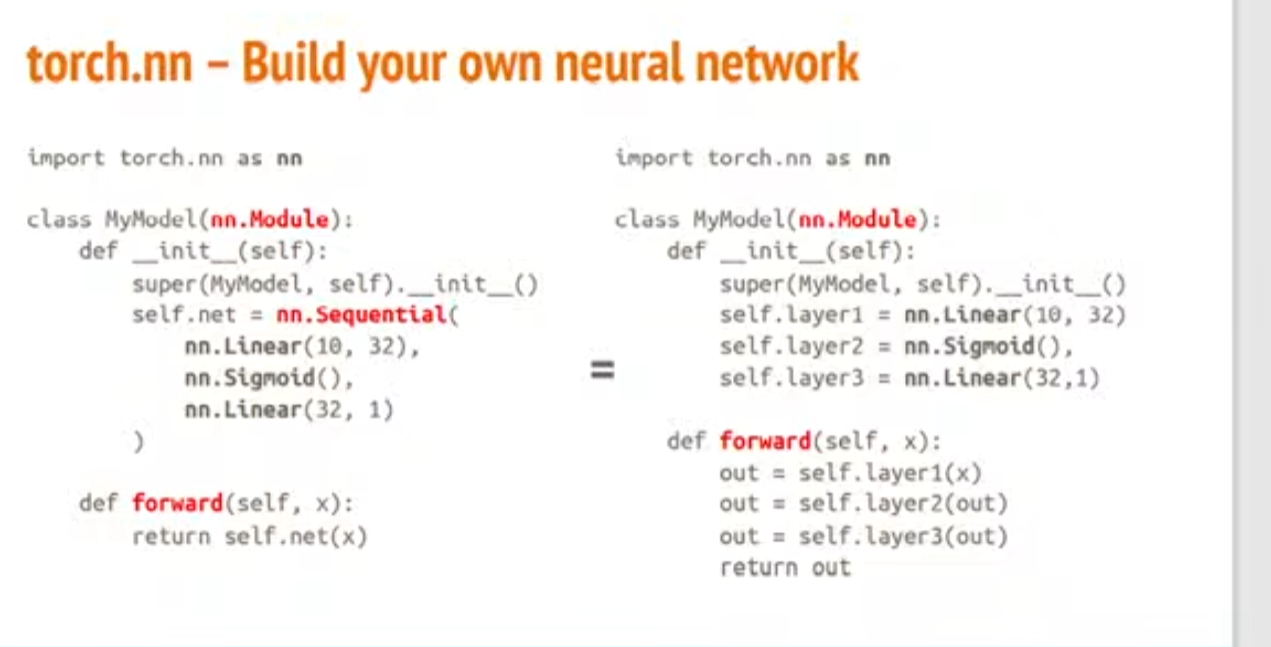 torch.nn – Build your own neural network
import torch.nn as nn
class MyModel(nn.Module):
    def __init__(self):
        super(MyModel, self).__init__()
        self.net = nn.Sequential(
            nn.Linear(10, 32),
            nn.Sigmoid(),
            nn.Linear(32, 1)
        )
    def forward(self, x):
        return self.net(x)
=
import torch.nn as nn
class MyModel(nn.Module):
    def __init__(self):
        super(MyModel, self).__init__()
        self.layer1 = nn.Linear(10, 32)
        self.layer2 = nn.Sigmoid(),
        self.layer3 = nn.Linear(32,1)
    def forward(self, x):
        out = self.layer1(x)
        out = self.layer2(out)
        out = self.layer3(out)
        return out